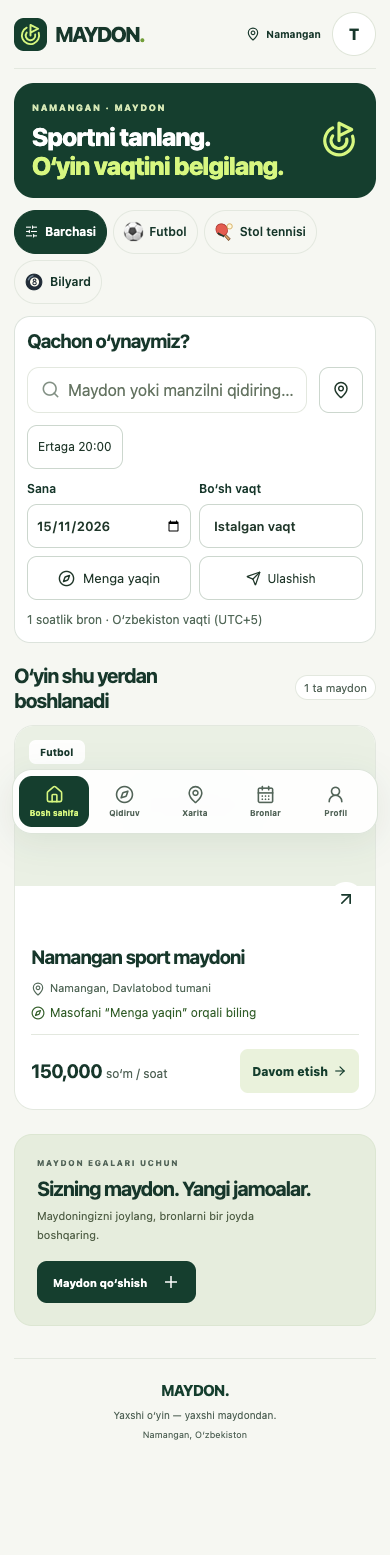 MAYDON.
Namangan
T
NAMANGAN · MAYDON
Sportni tanlang.
O‘yin vaqtini belgilang.
Barchasi
Futbol
Stol tennisi
8
Bilyard
Qachon o‘ynaymiz?
Maydon yoki manzilni qidiring...
Ertaga 20:00
Sana
Bo‘sh vaqt
15/11/2026
Istalgan vaqt
Menga yaqin
Ulashish
1 soatlik bron · O‘zbekiston vaqti (UTC+5)
O‘yin shu yerdan
boshlanadi
1 ta maydon
Futbol
Bosh sahifa
Qidiruv
Xarita
Bronlar
Profil
Namangan sport maydoni
Namangan, Davlatobod tumani
Masofani “Menga yaqin” orqali biling
150,000 so‘m / soat
Davom etish →
MAYDON EGALARI UCHUN
Sizning maydon. Yangi jamoalar.
Maydoningizni joylang, bronlarni bir joyda
boshqaring.
Maydon qo‘shish +
MAYDON.
Yaxshi o‘yin — yaxshi maydondan.
Namangan, O‘zbekiston